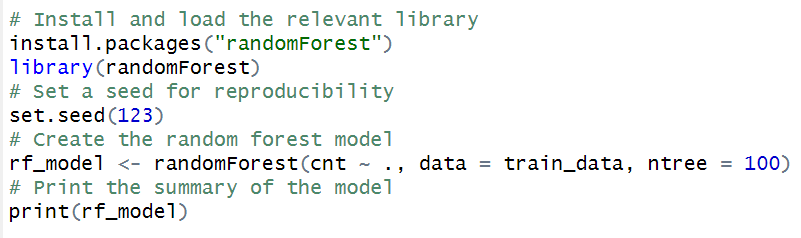 # Install and load the relevant library
install.packages("randomForest")
library(randomForest)
# Set a seed for reproducibility
set.seed(123)
# Create the random forest model
rf_model <- randomForest(cnt ~ ., data = train_data, ntree = 100)
# Print the summary of the model
print(rf_model)